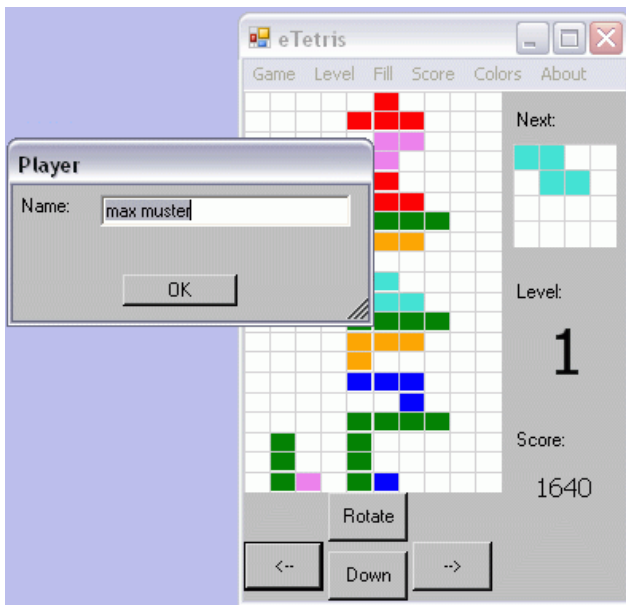 eTetris
Game Level Fill Score Colors About
Next:
Player
Name: max muster
OK
Level:
1
Score:
1640
Rotate
<-- Down -->